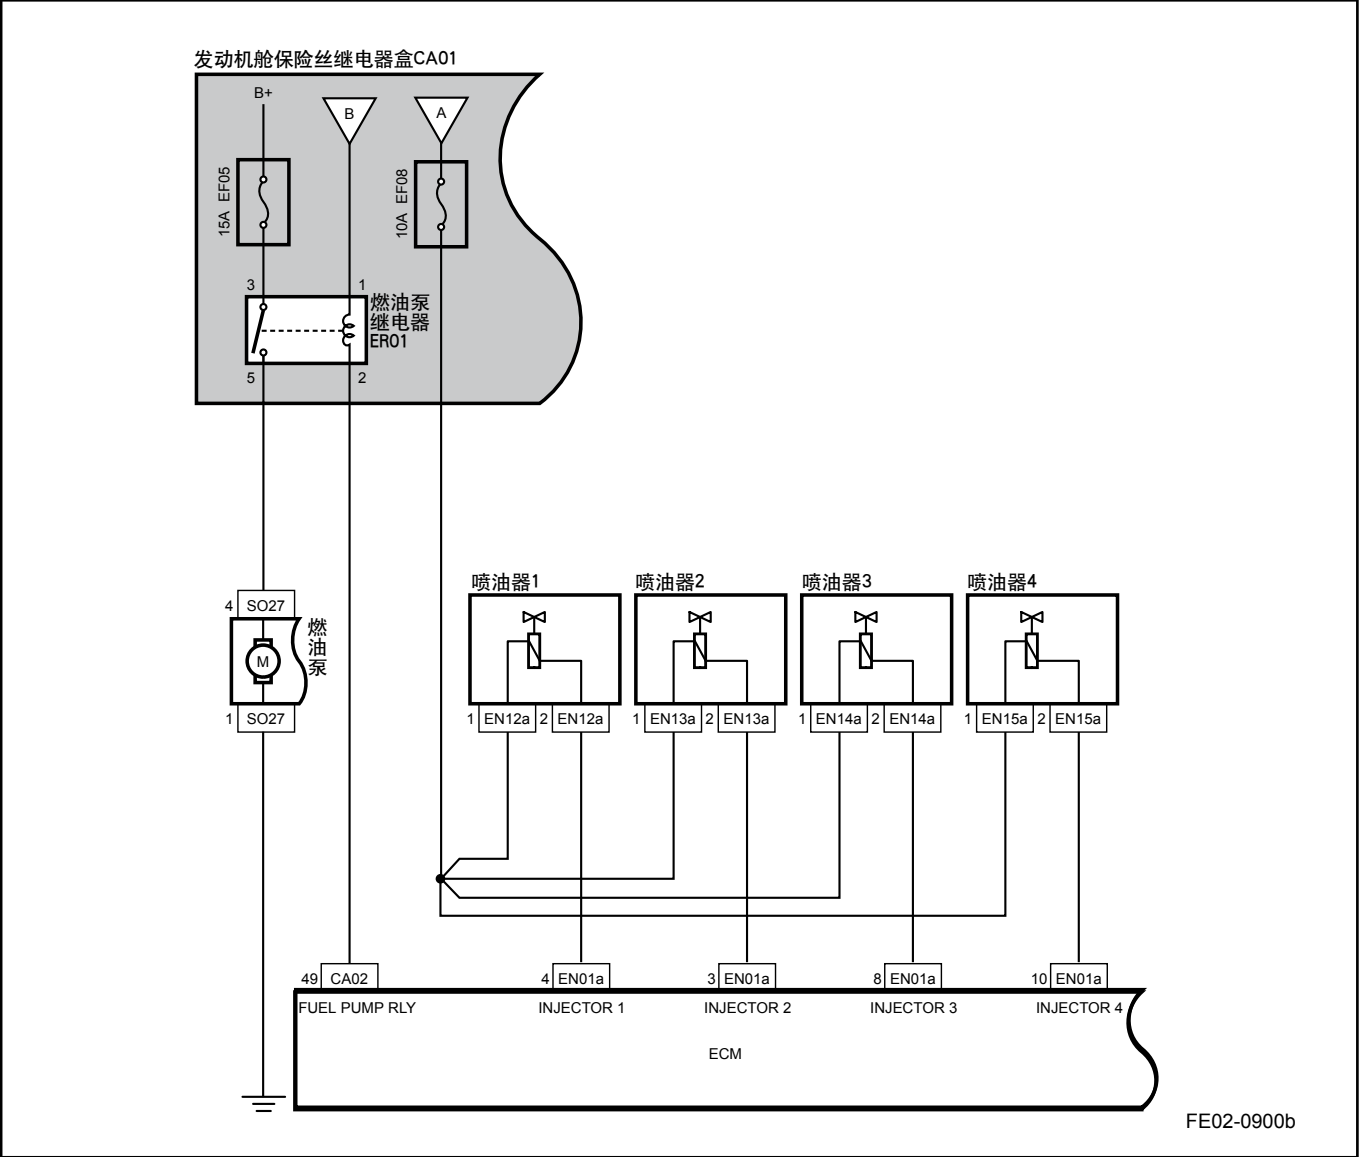 发动机舱保险丝继电器盒CA01
B+
B
A
15A EF05
10A EF08
3
1
燃油泵
继电器
ER01
5
2
喷油器1
喷油器2
喷油器3
喷油器4
4 SO27
燃油泵
M
1 SO27
1 EN12a 2 EN12a
1 EN13a 2 EN13a
1 EN14a 2 EN14a
1 EN15a 2 EN15a
49 CA02
4 EN01a
3 EN01a
8 EN01a
10 EN01a
FUEL PUMP RLY
INJECTOR 1
INJECTOR 2
INJECTOR 3
INJECTOR 4
ECM
FE02-0900b